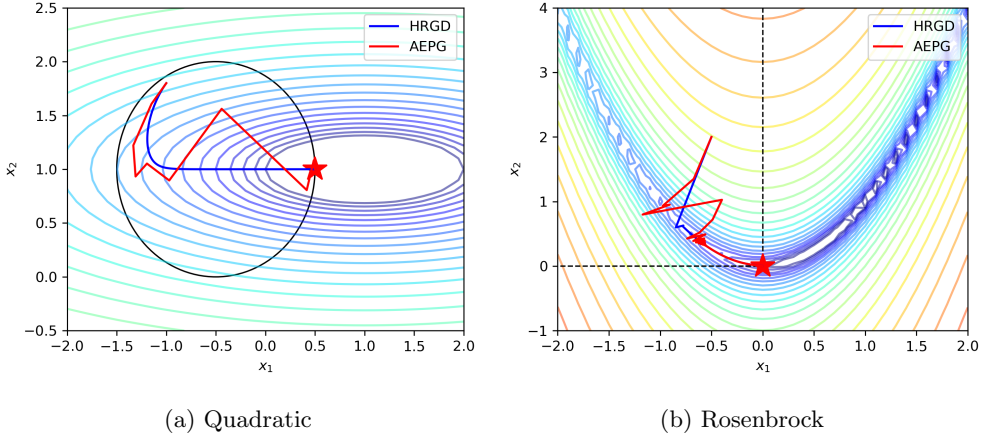 2.5
2.0
1.5
1.0
0.5
0.0
-0.5
x₂
HRGD
AEPG
−2.0 −1.5 −1.0 −0.5 0.0 0.5 1.0 1.5 2.0
x₁
(a) Quadratic
4
3
2
1
0
−1
x₂
HRGD
AEPG
−2.0 −1.5 −1.0 −0.5 0.0 0.5 1.0 1.5 2.0
x₁
(b) Rosenbrock